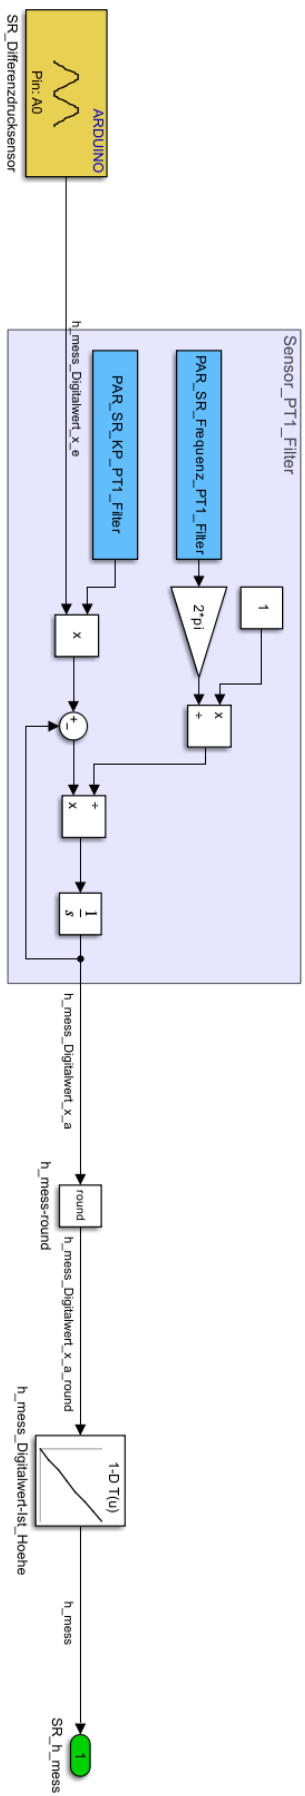 ARDUINO
Pin: A0
SR_Differenzdrucksensor
h_mess_Digitalwert_x_e
Sensor_PT1_Filter
PAR_SR_Frequenz_PT1_Filter
PAR_SR_KP_PT1_Filter
1
2*pi
x
÷
x
+
−
÷
x
1
s
h_mess_Digitalwert_x_a
round
h_mess-round
h_mess_Digitalwert_x_a_round
1-D T(u)
h_mess_Digitalwert-Ist_Hoehe
h_mess
1
SR_h_mess